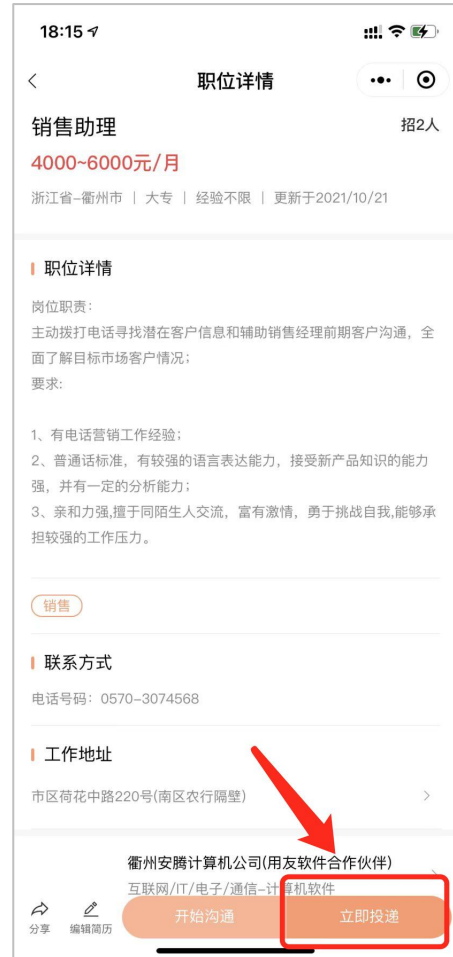 18:15
职位详情
销售助理
招2人
4000~6000元/月
浙江省-衢州市 | 大专 | 经验不限 | 更新于2021/10/21
职位详情
岗位职责：
主动拨打电话寻找潜在客户信息和辅助销售经理前期客户沟通，全
面了解目标市场客户情况；
要求:
1、有电话营销工作经验；
2、普通话标准，有较强的语言表达能力，接受新产品知识的能力
强，并有一定的分析能力；
3、亲和力强,擅于同陌生人交流，富有激情，勇于挑战自我,能够承
担较强的工作压力。
销售
联系方式
电话号码：0570-3074568
工作地址
市区荷花中路220号(南区农行隔壁)
衢州安腾计算机公司(用友软件合作伙伴)
互联网/IT/电子/通信-计算机软件
分享
编辑简历
开始沟通
立即投递